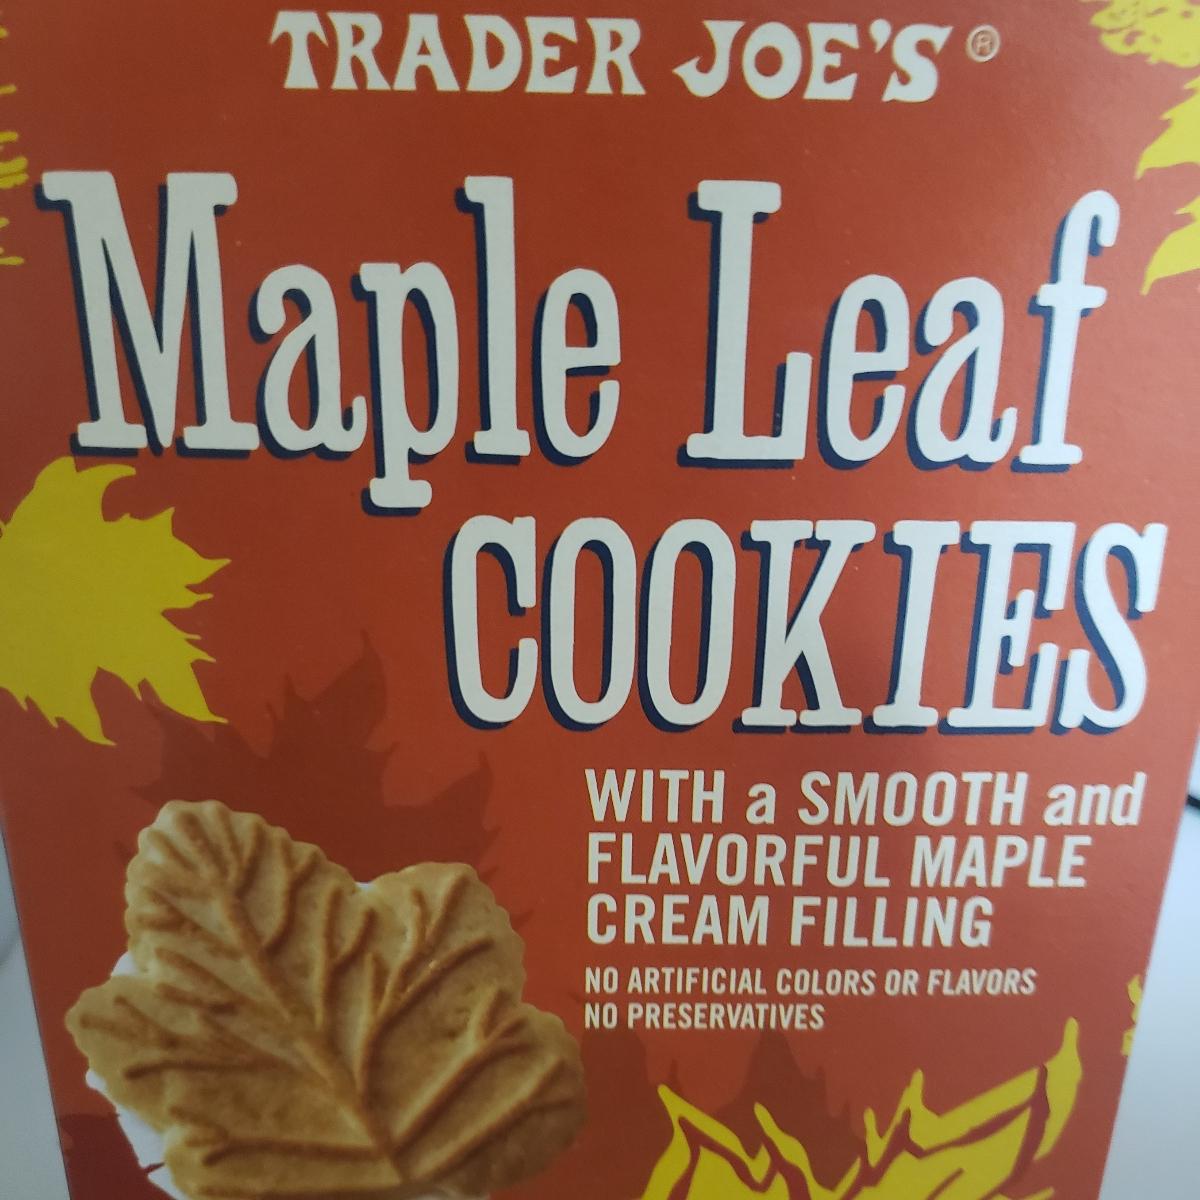 TRADER JOE'S®
Maple Leaf
COOKIES
WITH a SMOOTH and
FLAVORFUL MAPLE
CREAM FILLING
NO ARTIFICIAL COLORS OR FLAVORS
NO PRESERVATIVES